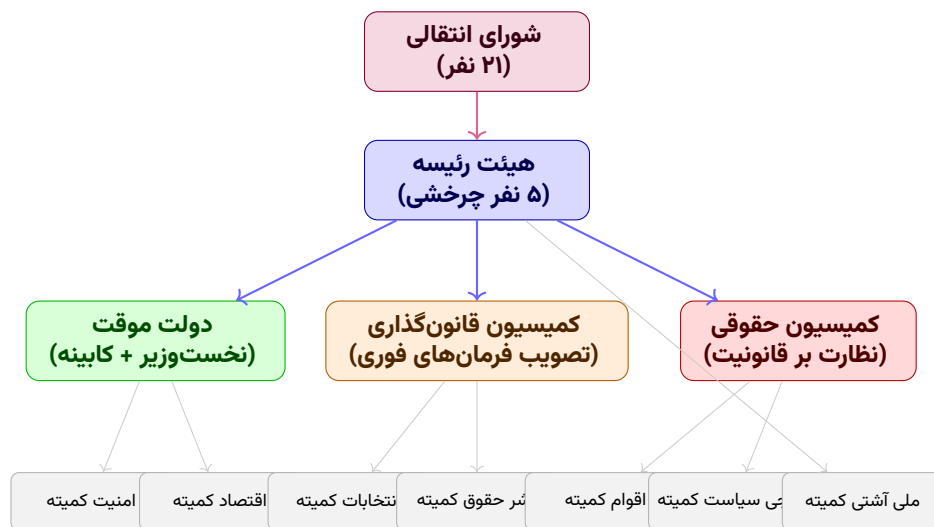 شورای انتقالی
(۲۱ نفر)
هیئت رئیسه
(۵ نفر چرخشی)
کمیسیون حقوقی
(نظارت بر قانونیت)
کمیسیون قانون‌گذاری
(تصویب فرمان‌های فوری)
دولت موقت
(نخست‌وزیر + کابینه)
ملی آشتی کمیته
سیاست کمیته
اقوام کمیته
حقوق کمیته
کمیته
اقتصاد کمیته
امنیت کمیته